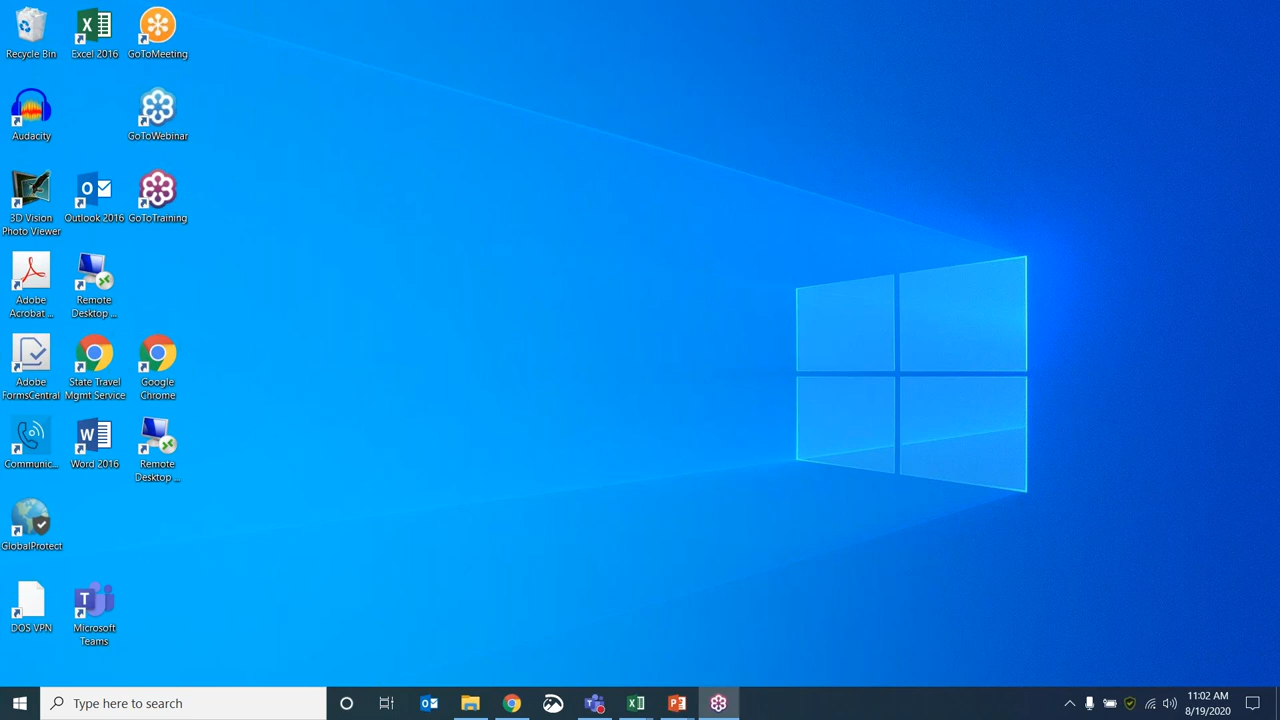 Recycle Bin
Excel 2016
GoToMeeting
Audacity
GoToWebinar
3D Vision
Photo Viewer
Outlook 2016
GoToTraining
Adobe
Acrobat ...
Remote
Desktop ...
Adobe
FormsCentral
State Travel
Mgmt Service
Google
Chrome
Communic...
Word 2016
Remote
Desktop ...
GlobalProtect
DOS VPN
Microsoft
Teams
Type here to search
11:02 AM
8/19/2020